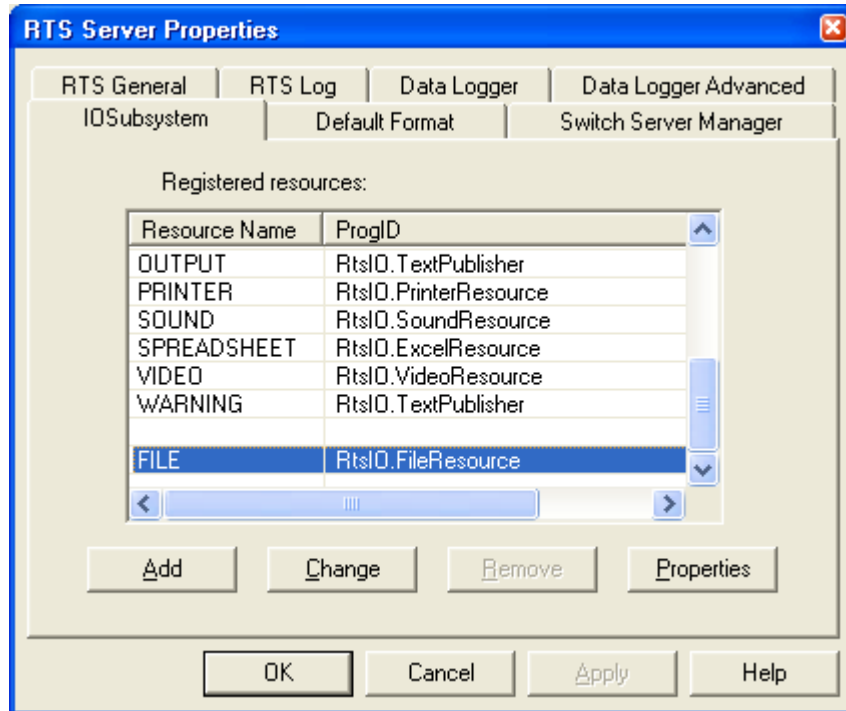 RTS Server Properties
RTS General RTS Log Data Logger Data Logger Advanced
IOSubsystem Default Format Switch Server Manager
Registered resources:
Resource Name ProgID
OUTPUT RtsIO.TextPublisher
PRINTER RtsIO.PrinterResource
SOUND RtsIO.SoundResource
SPREADSHEET RtsIO.ExcelResource
VIDEO RtsIO.VideoResource
WARNING RtsIO.TextPublisher
FILE RtsIO.FileResource
Add Change Remove Properties
OK Cancel Apply Help